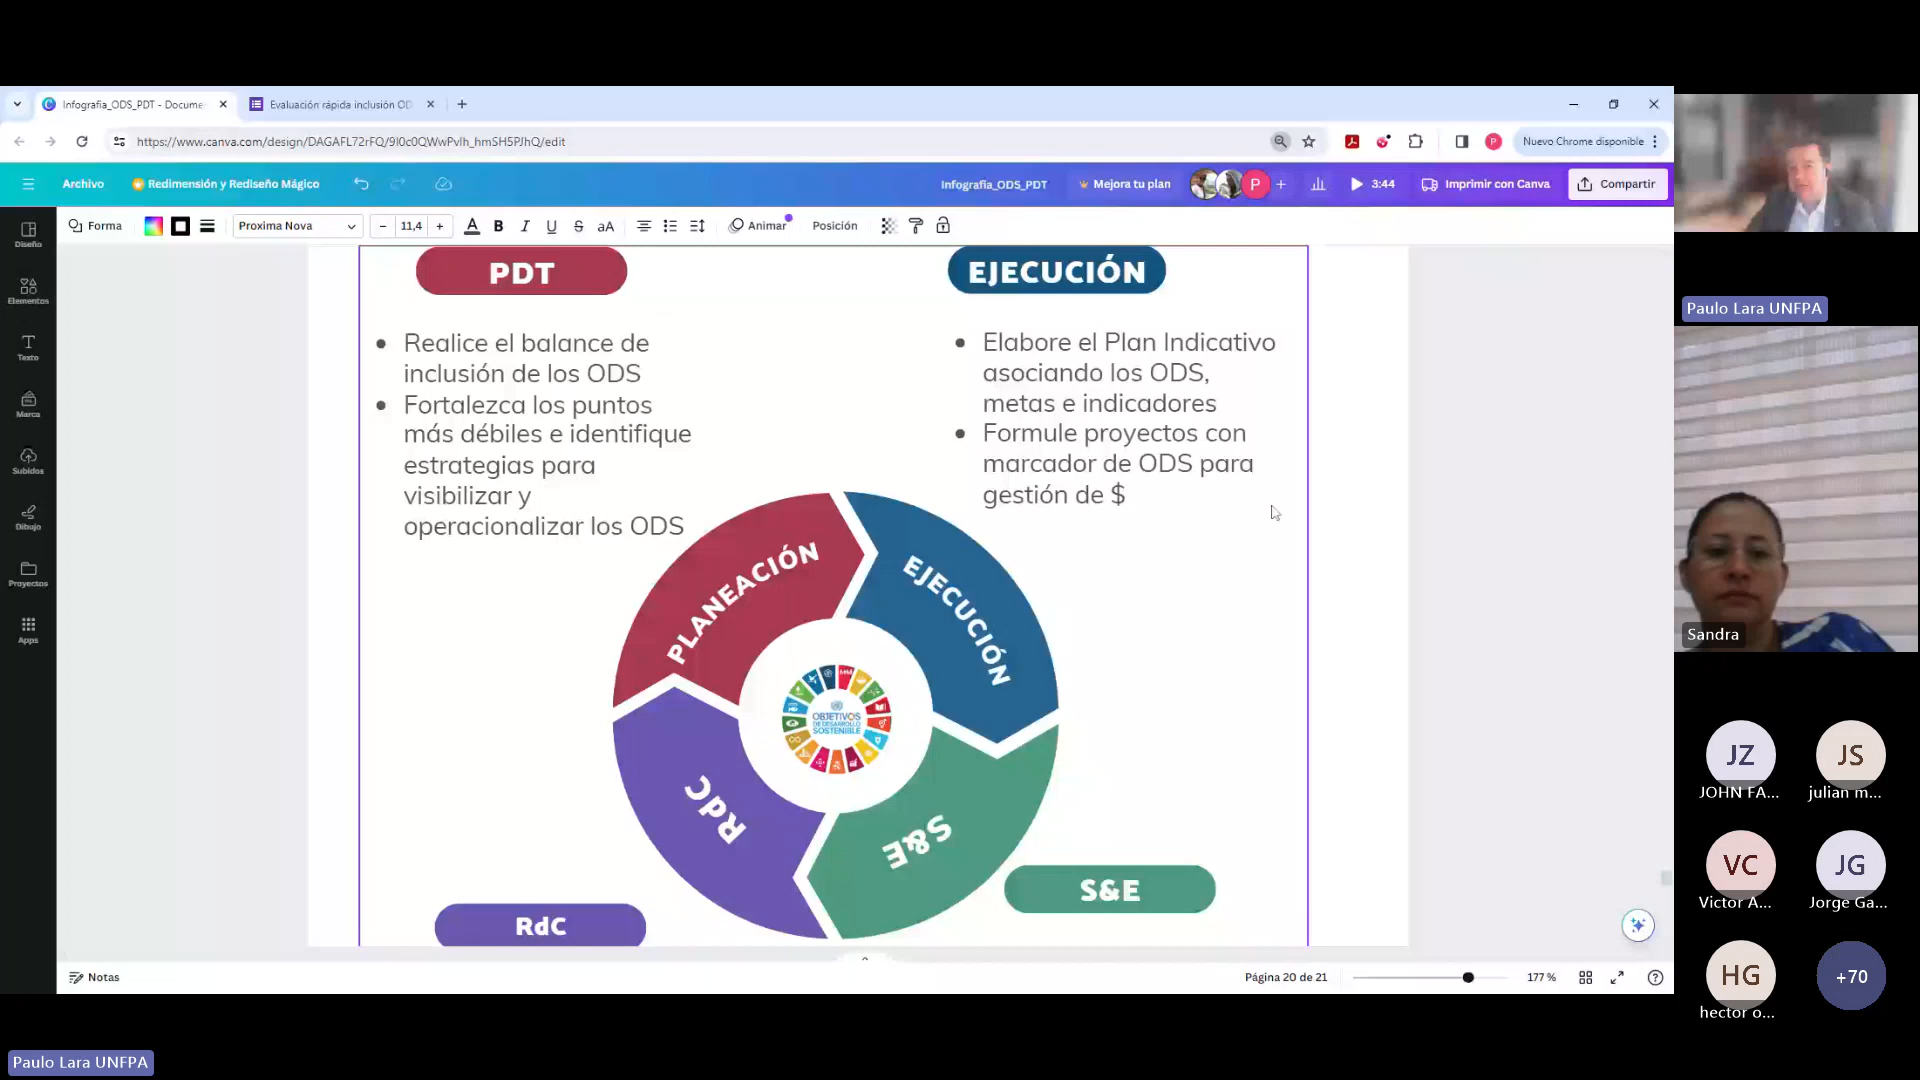 Infografía_ODS_PDT - Docume
Evaluación rápida inclusión OD
https://www.canva.com/design/DAGAFL72rFQ/9I0c0QWwPvlh_hmSH5PJhQ/edit
Nuevo Chrome disponible
Archivo
Redimensión y Rediseño Mágico
Infografía_ODS_PDT
Mejora tu plan
P
3:44
Imprimir con Canva
Compartir
Forma
Proxima Nova
11,4
Animar
Posición
Diseño
Elementos
Texto
Marca
Subidos
Dibujo
Proyectos
Apps
PDT
• Realice el balance de
inclusión de los ODS
• Fortalezca los puntos
más débiles e identifique
estrategias para
visibilizar y
operacionalizar los ODS
EJECUCIÓN
• Elabore el Plan Indicativo
asociando los ODS,
metas e indicadores
• Formule proyectos con
marcador de ODS para
gestión de $
PLANEACIÓN
EJECUCIÓN
S&E
RdC
OBJETIVOS
DE DESARROLLO
SOSTENIBLE
S&E
RdC
Notas
Página 20 de 21
177 %
Paulo Lara UNFPA
Sandra
JZ
JOHN FA...
JS
julian m...
VC
Victor A...
JG
Jorge Ga...
HG
hector o...
+70
Paulo Lara UNFPA